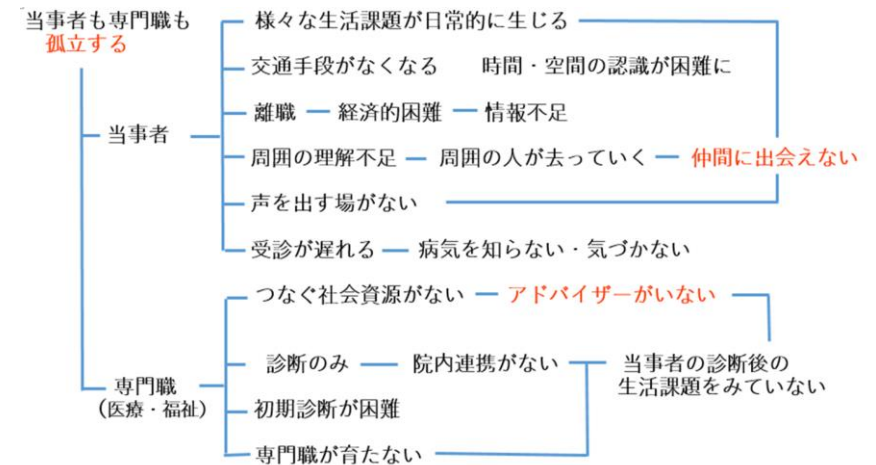 当事者も専門職も
孤立する
当事者
様々な生活課題が日常的に生じる
交通手段がなくなる　時間・空間の認識が困難に
離職　経済的困難　情報不足
周囲の理解不足　周囲の人が去っていく　仲間に出会えない
声を出す場がない
受診が遅れる　病気を知らない・気づかない
専門職
（医療・福祉）
つなぐ社会資源がない　アドバイザーがいない
診断のみ　院内連携がない　当事者の診断後の
生活課題をみていない
初期診断が困難
専門職が育たない